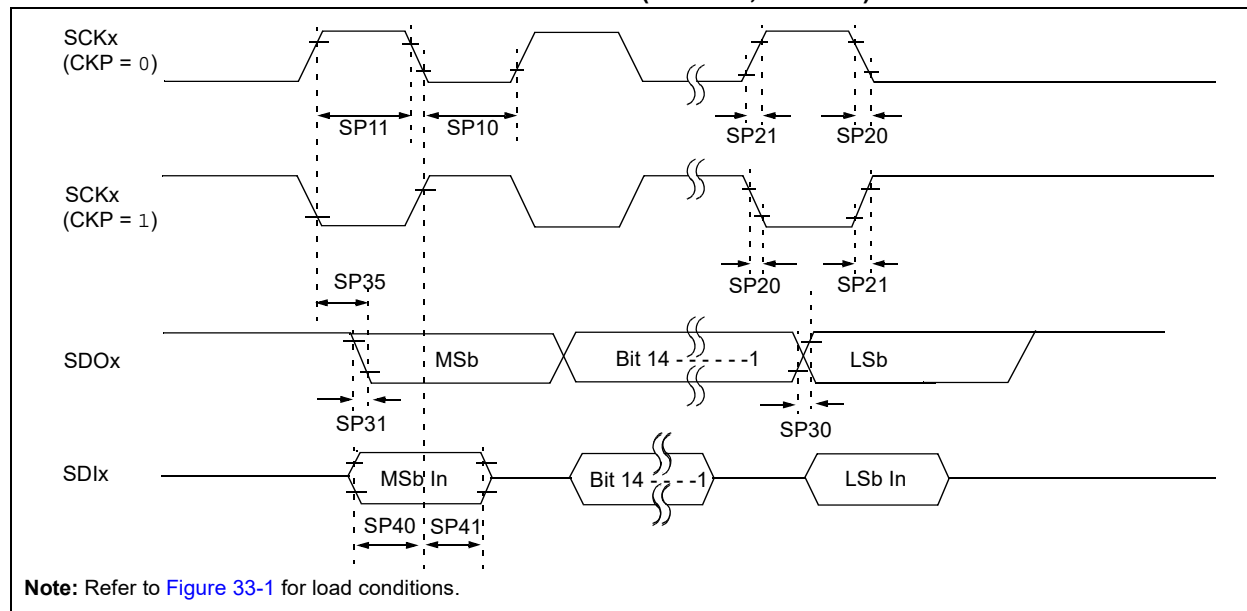 SCKx
(CKP = 0)
SP11
SP10
SP21
SP20
SCKx
(CKP = 1)
SP35
SP20
SP21
SDOx
MSb
Bit 14 - - - - - -1
LSb
SP31
SP30
SDIx
MSb In
Bit 14 - - - -1
LSb In
SP40
SP41
Note: Refer to Figure 33-1 for load conditions.